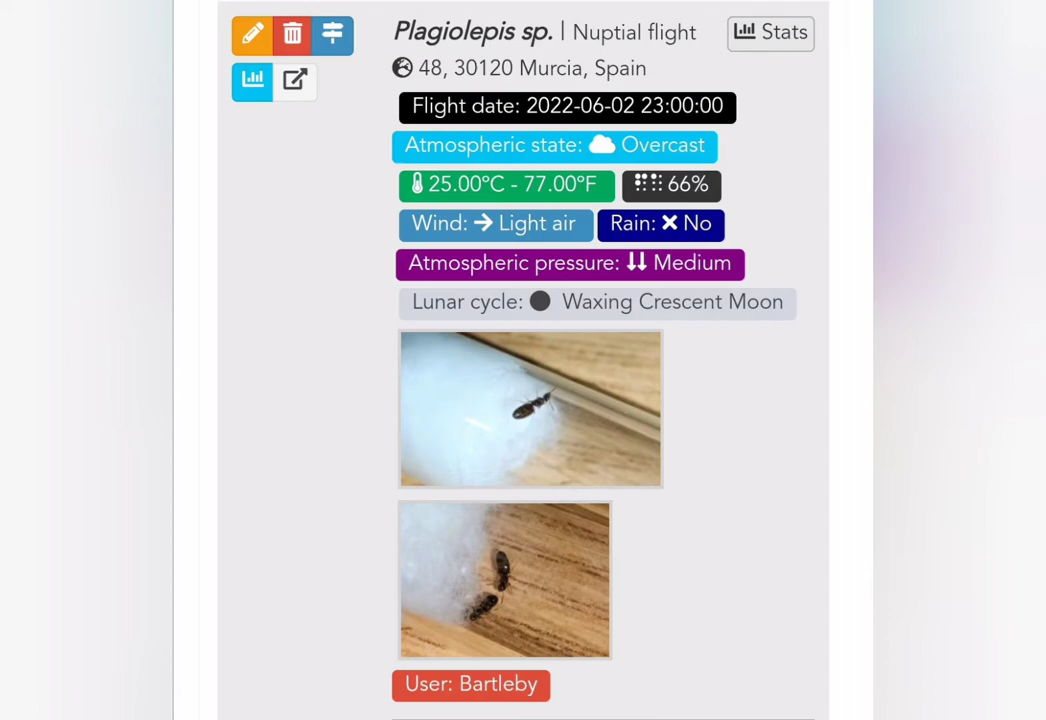 Plagiolepis sp. | Nuptial flight
Stats
48, 30120 Murcia, Spain
Flight date: 2022-06-02 23:00:00
Atmospheric state: Overcast
25.00ºC - 77.00ºF 66%
Wind: Light air Rain: No
Atmospheric pressure: Medium
Lunar cycle: Waxing Crescent Moon
User: Bartleby